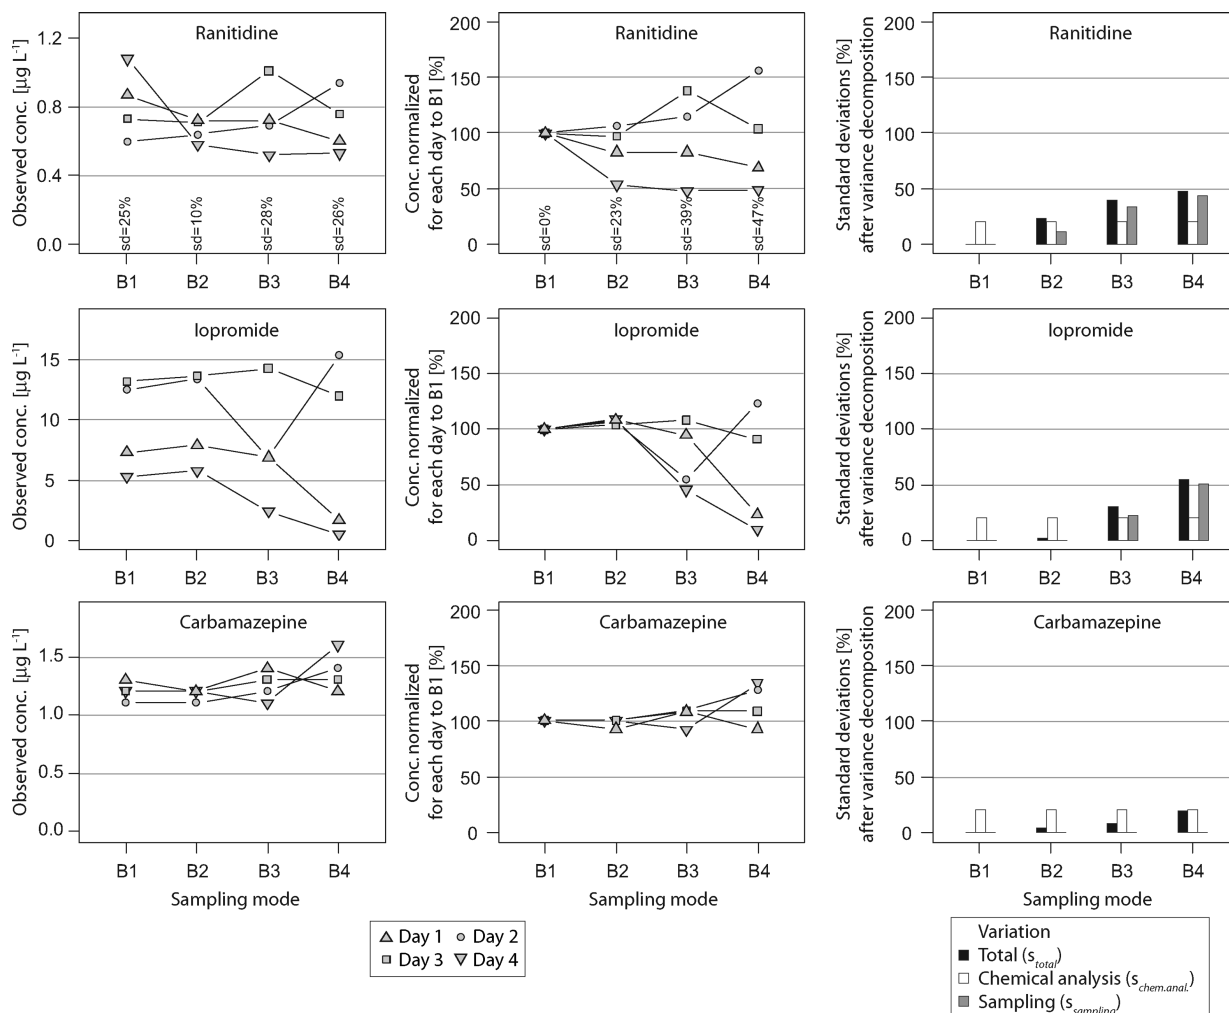 Observed conc. [µg L-1]
1.2
0.8
0.4
0.0
Ranitidine
sd=25%
sd=10%
sd=28%
sd=26%
B1 B2 B3 B4
Conc. normalized
for each day to B1 [%]
200
150
100
50
0
Ranitidine
sd=0%
sd=23%
sd=39%
sd=47%
B1 B2 B3 B4
Standard deviations [%]
after variance decomposition
200
150
100
50
0
Ranitidine
B1 B2 B3 B4
Observed conc. [µg L-1]
15
10
5
0
Iopromide
B1 B2 B3 B4
Conc. normalized
for each day to B1 [%]
200
150
100
50
0
Iopromide
B1 B2 B3 B4
Standard deviations [%]
after variance decomposition
200
150
100
50
0
Iopromide
B1 B2 B3 B4
Observed conc. [µg L-1]
1.5
1.0
0.5
0.0
Carbamazepine
B1 B2 B3 B4
Sampling mode
Conc. normalized
for each day to B1 [%]
200
150
100
50
0
Carbamazepine
B1 B2 B3 B4
Sampling mode
Standard deviations [%]
after variance decomposition
200
150
100
50
0
Carbamazepine
B1 B2 B3 B4
Sampling mode
Day 1 Day 2
Day 3 Day 4
Variation
Total (stotal)
Chemical analysis (schem.anal.)
Sampling (ssampling)